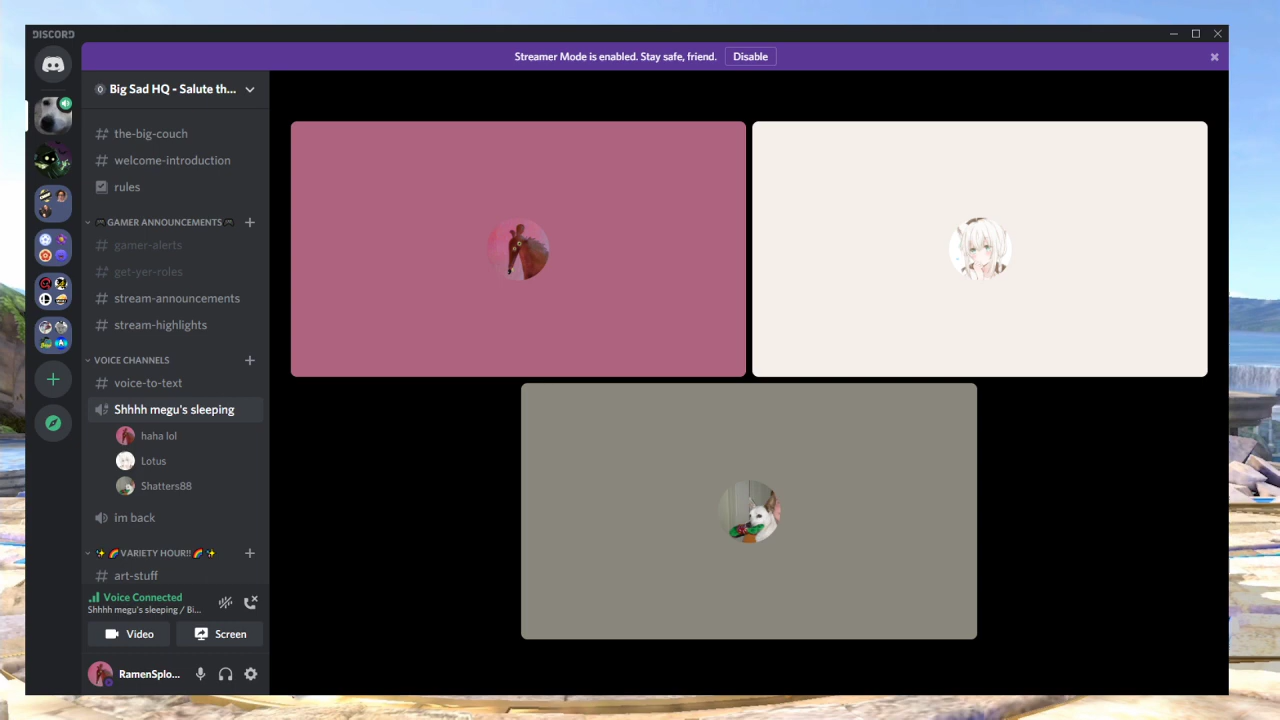 DISCORD
Streamer Mode is enabled. Stay safe, friend. Disable
Big Sad HQ - Salute th...
the-big-couch
welcome-introduction
rules
🎮 GAMER ANNOUNCEMENTS 🎮
gamer-alerts
get-yer-roles
stream-announcements
stream-highlights
VOICE CHANNELS
voice-to-text
Shhhh megu's sleeping
haha lol
Lotus
Shatters88
im back
✨ 🌈 VARIETY HOUR!! 🌈 ✨
art-stuff
Voice Connected
Shhhh megu's sleeping / Bi...
Video Screen
RamenSplo...